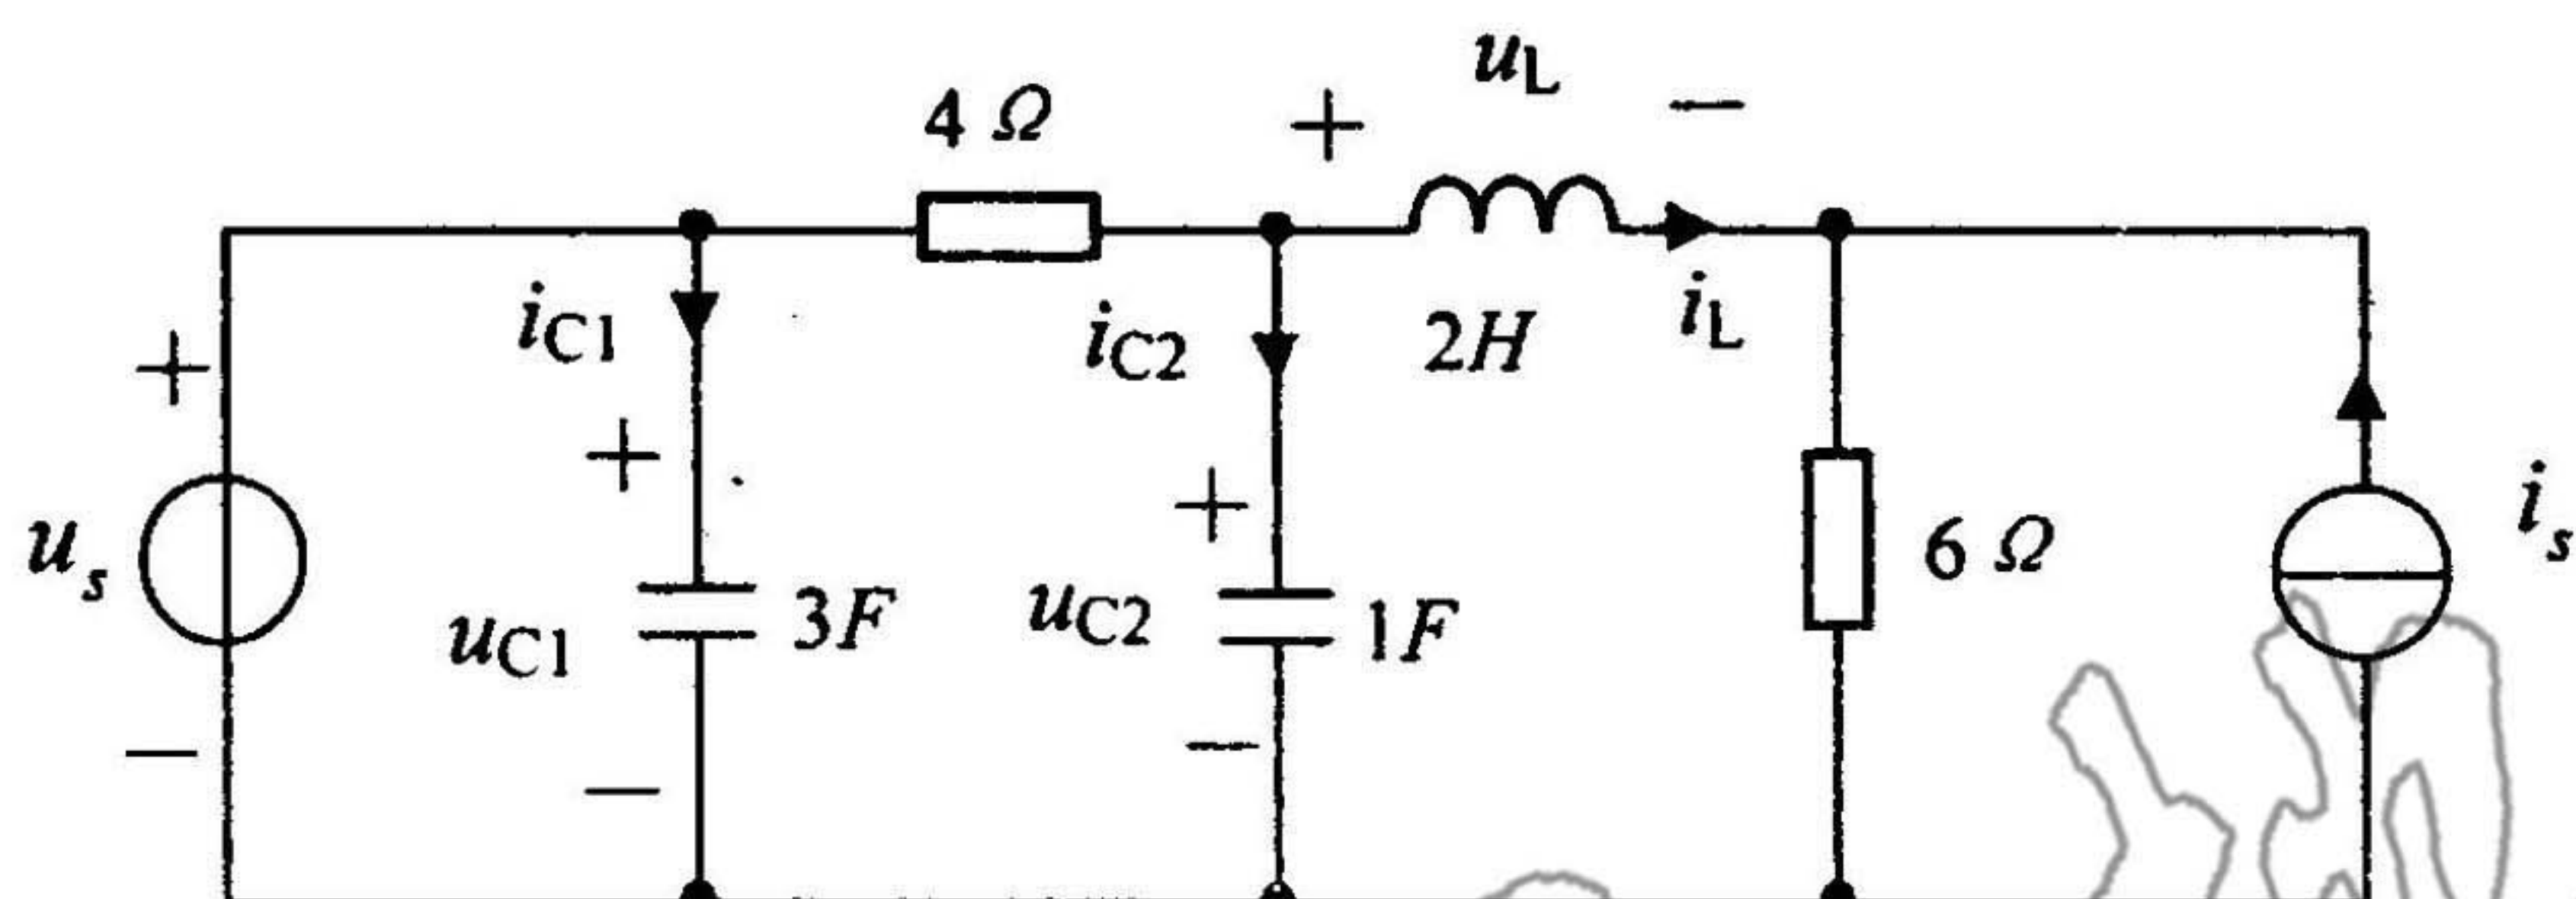 u_L
4 Ω
+ −
i_C1
i_C2
2H
i_L
+
+
+
u_s
u_C1
3F
u_C2
1F
6 Ω
i_s
−
−
−